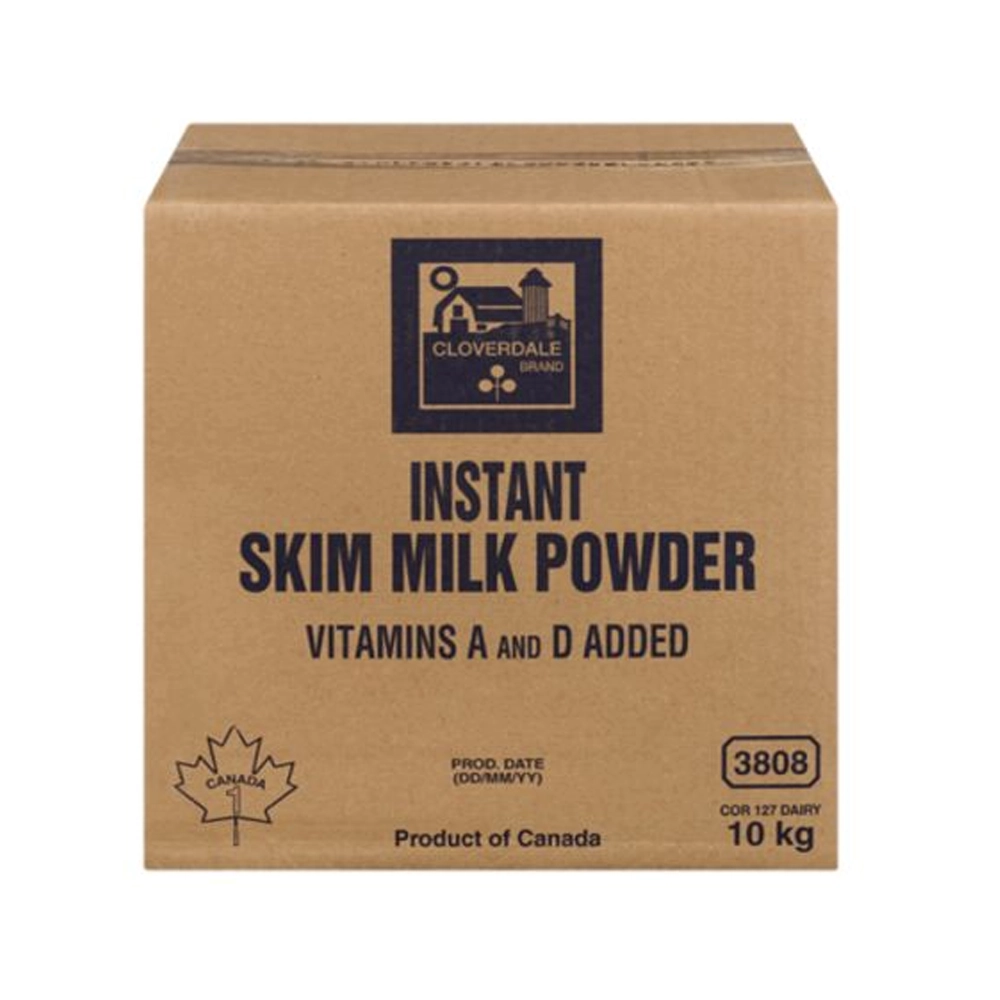 CLOVERDALE
BRAND
INSTANT
SKIM MILK POWDER
VITAMINS A AND D ADDED
CANADA
1
PROD. DATE
(DD/MM/YY)
Product of Canada
3808
COR 127 DAIRY
10 kg